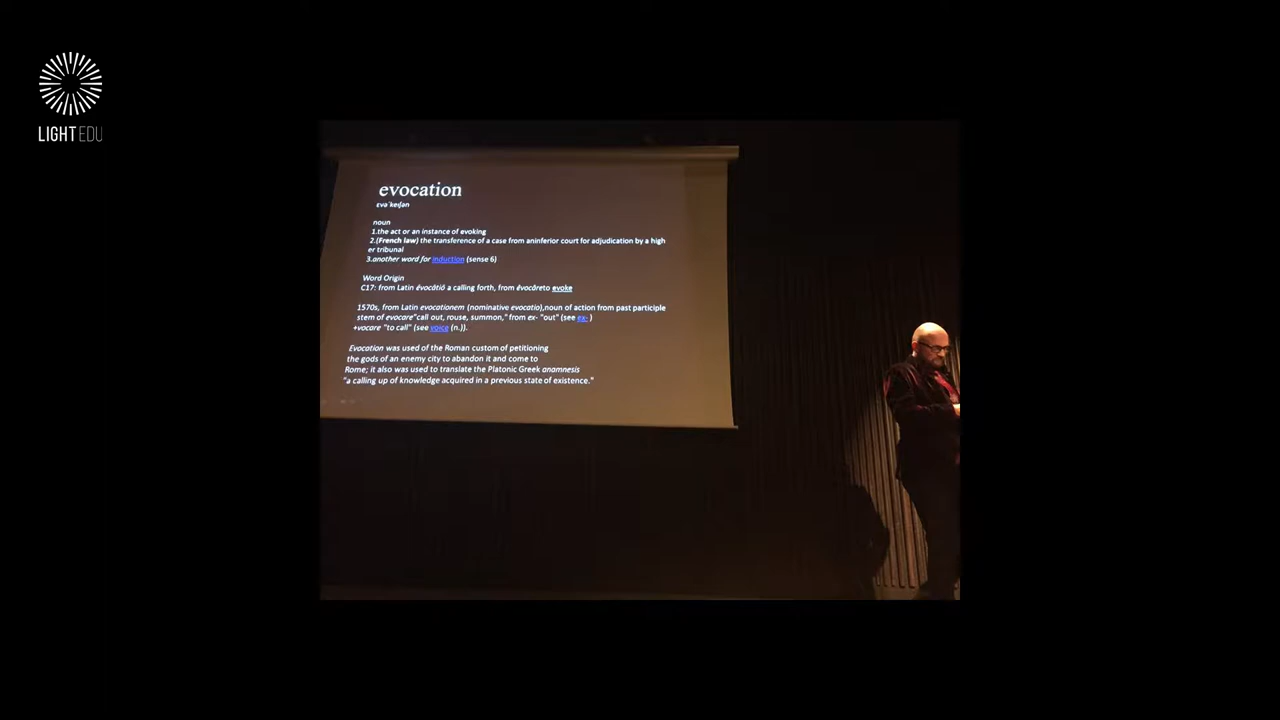 LIGHT EDU
evocation
ɛvəˈkeɪʃən
noun
1.the act or an instance of evoking
2.(French law) the transference of a case from aninferior court for adjudication by a high
er tribunal
3.another word for induction (sense 6)
Word Origin
C17: from Latin ēvocātiō a calling forth, from ēvocāreto evoke
1570s, from Latin evocationem (nominative evocatio),noun of action from past participle
stem of evocare"call out, rouse, summon," from ex- "out" (see ex- )
+vocare "to call" (see voice (n.)).
Evocation was used of the Roman custom of petitioning
the gods of an enemy city to abandon it and come to
Rome; it also was used to translate the Platonic Greek anamnesis
"a calling up of knowledge acquired in a previous state of existence."